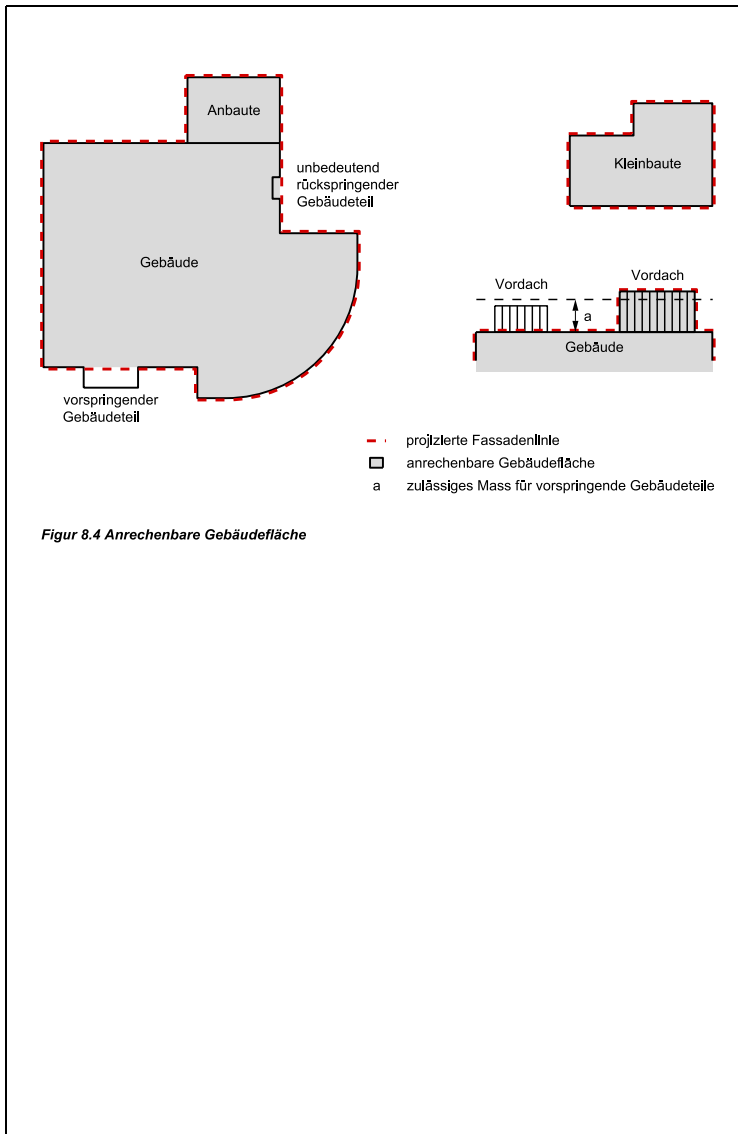 Anbaute
unbedeutend
rückspringender
Gebäudeteil
Gebäude
vorspringender
Gebäudeteil
Kleinbaute
Vordach
Vordach
a
Gebäude
projizierte Fassadenlinie
anrechenbare Gebäudefläche
a zulässiges Mass für vorspringende Gebäudeteile
Figur 8.4 Anrechenbare Gebäudefläche